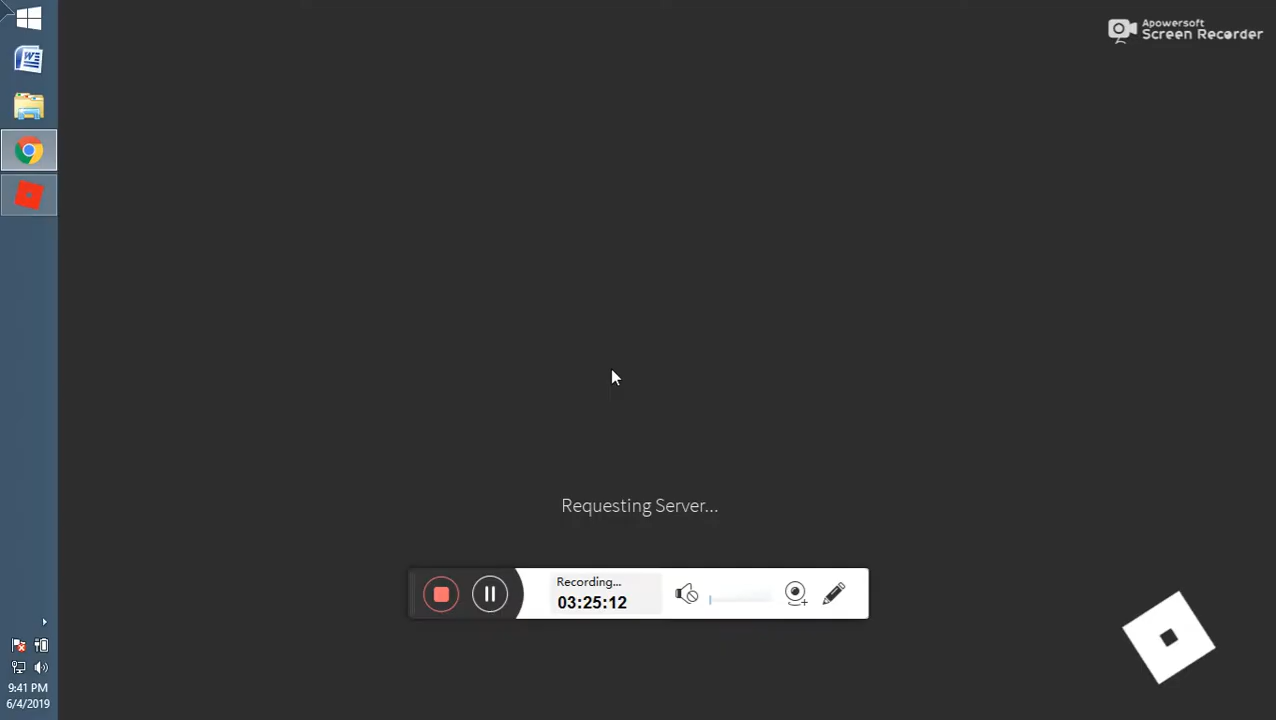 Apowersoft
Screen Recorder
Requesting Server...
Recording...
03:25:12
9:41 PM
6/4/2019